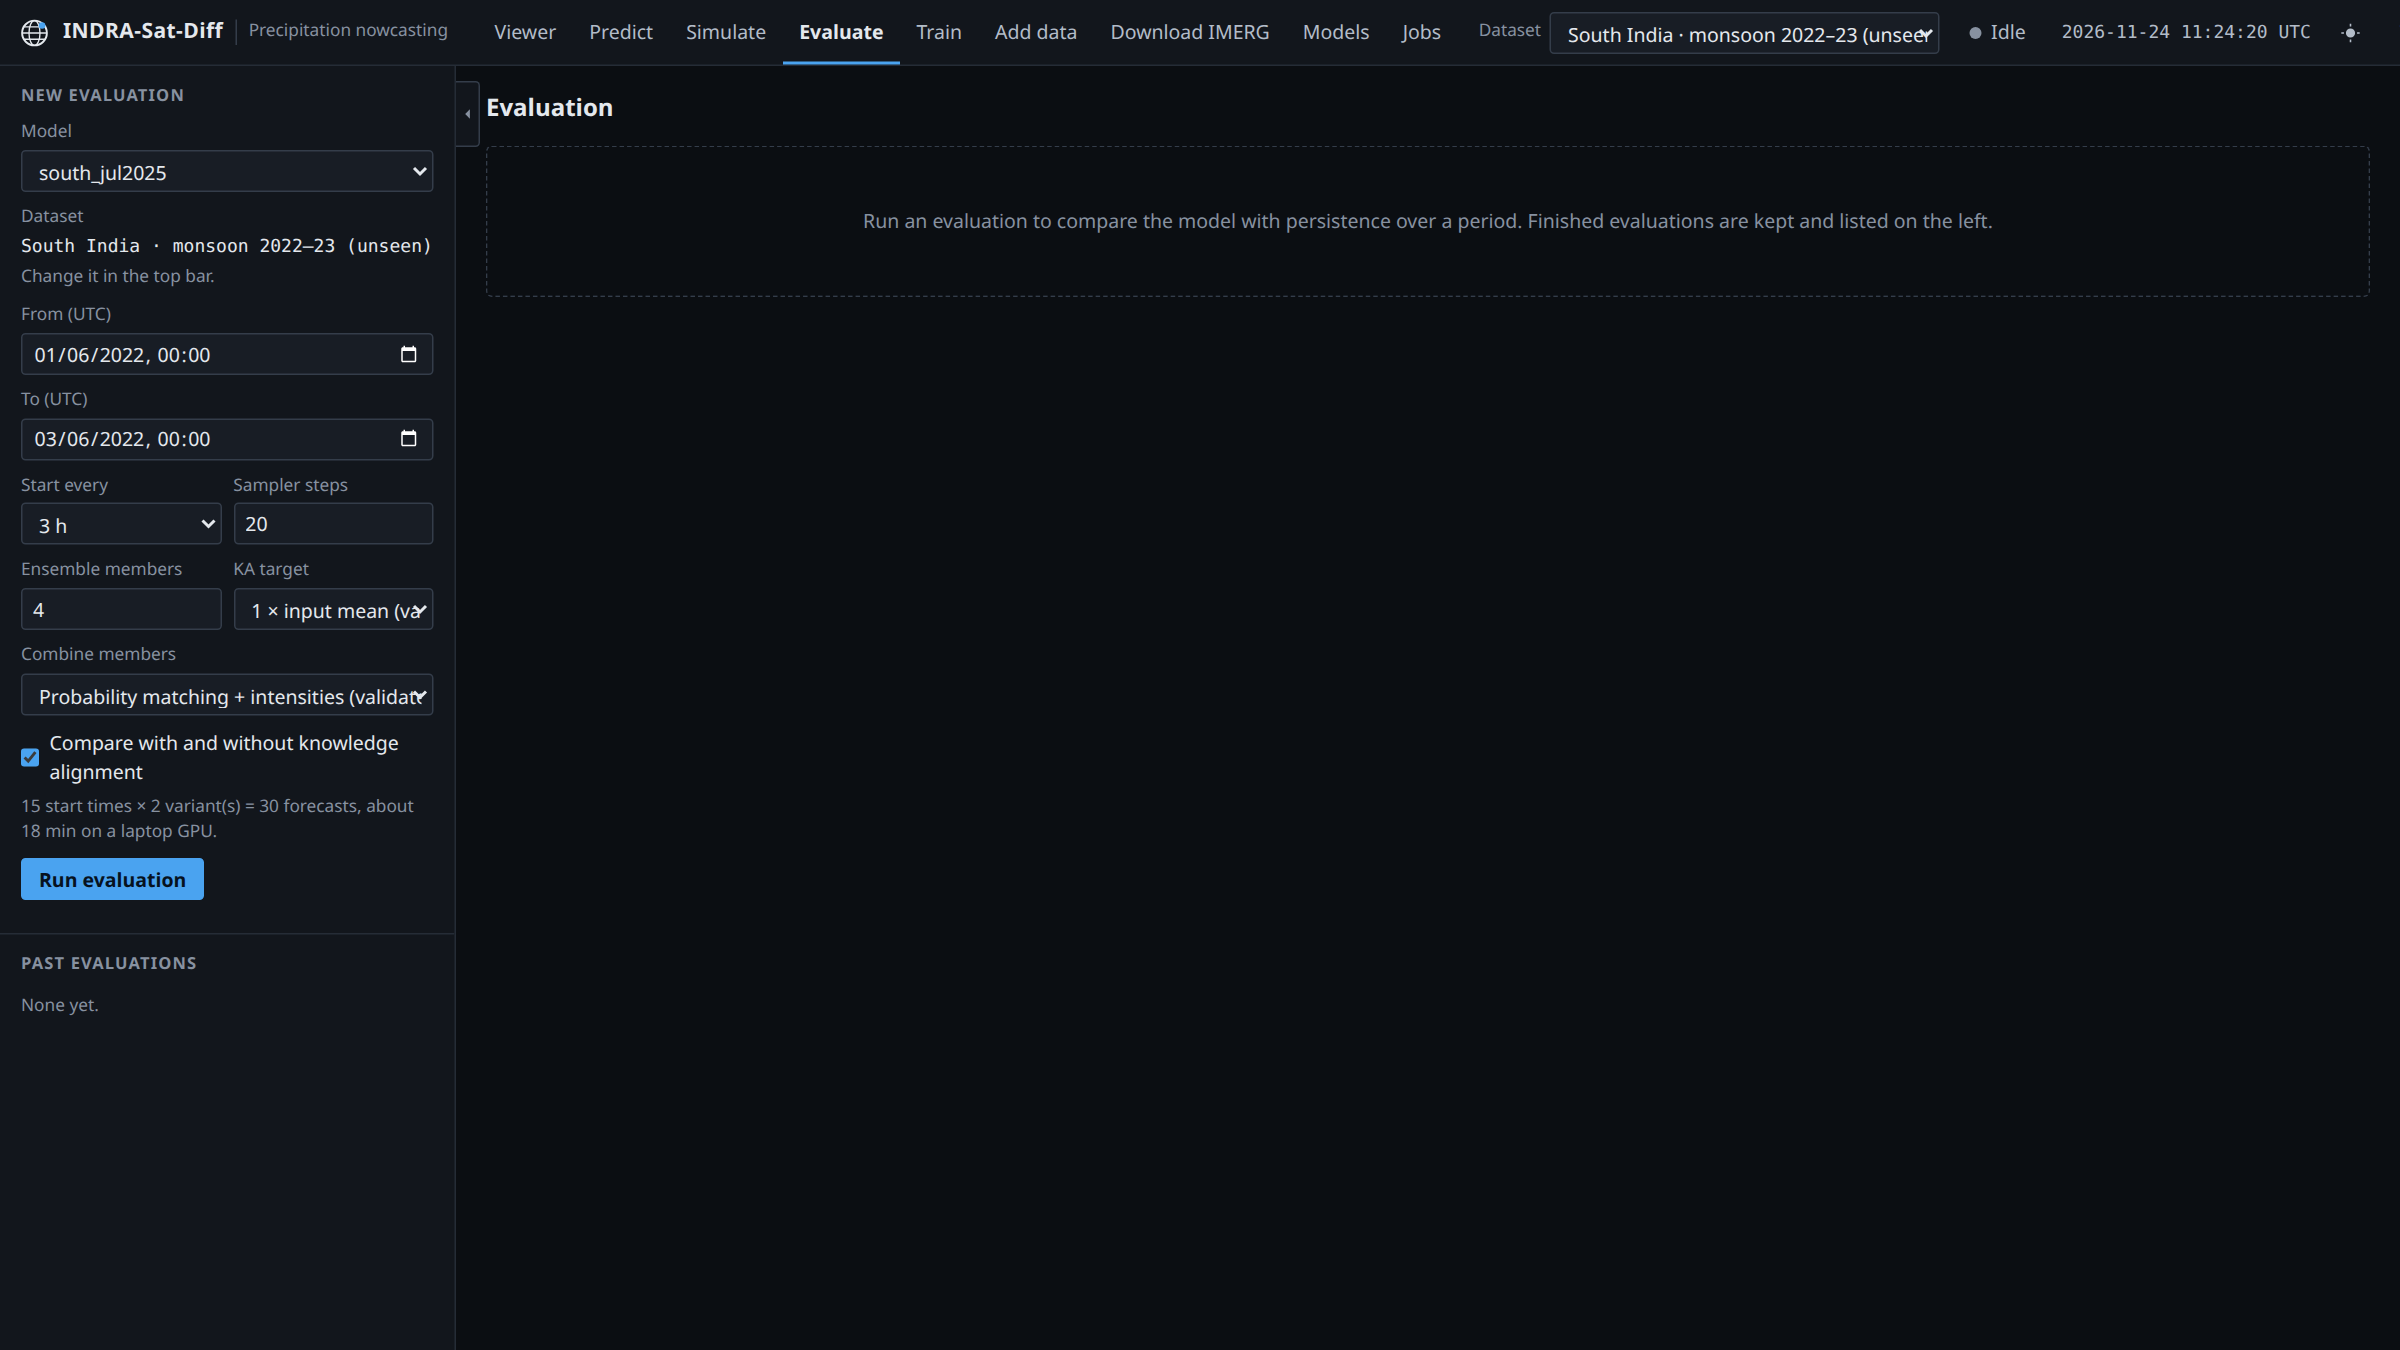 INDRA-Sat-Diff
Precipitation nowcasting
Viewer
Predict
Simulate
Evaluate
Train
Add data
Download IMERG
Models
Jobs
Dataset
South India · monsoon 2022–23 (unseen
Idle
2026-11-24 11:24:20 UTC
NEW EVALUATION
Model
south_jul2025
Dataset
South India · monsoon 2022–23 (unseen)
Change it in the top bar.
From (UTC)
01/06/2022, 00:00
To (UTC)
03/06/2022, 00:00
Start every
Sampler steps
3 h
20
Ensemble members
KA target
4
1 × input mean (va
Combine members
Probability matching + intensities (validat
Compare with and without knowledge
alignment
15 start times × 2 variant(s) = 30 forecasts, about
18 min on a laptop GPU.
Run evaluation
PAST EVALUATIONS
None yet.
Evaluation
Run an evaluation to compare the model with persistence over a period. Finished evaluations are kept and listed on the left.